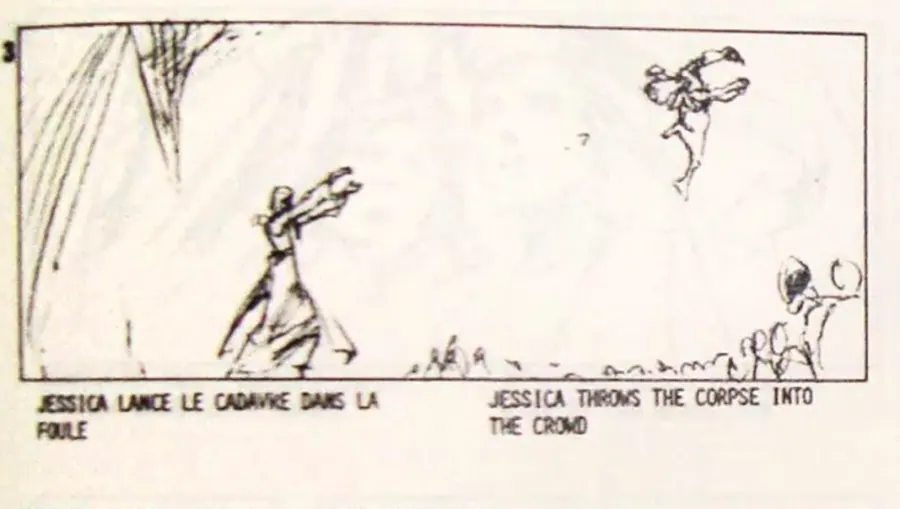 3
JESSICA LANCE LE CADAVRE DANS LA
FOULE
JESSICA THROWS THE CORPSE INTO
THE CROWD